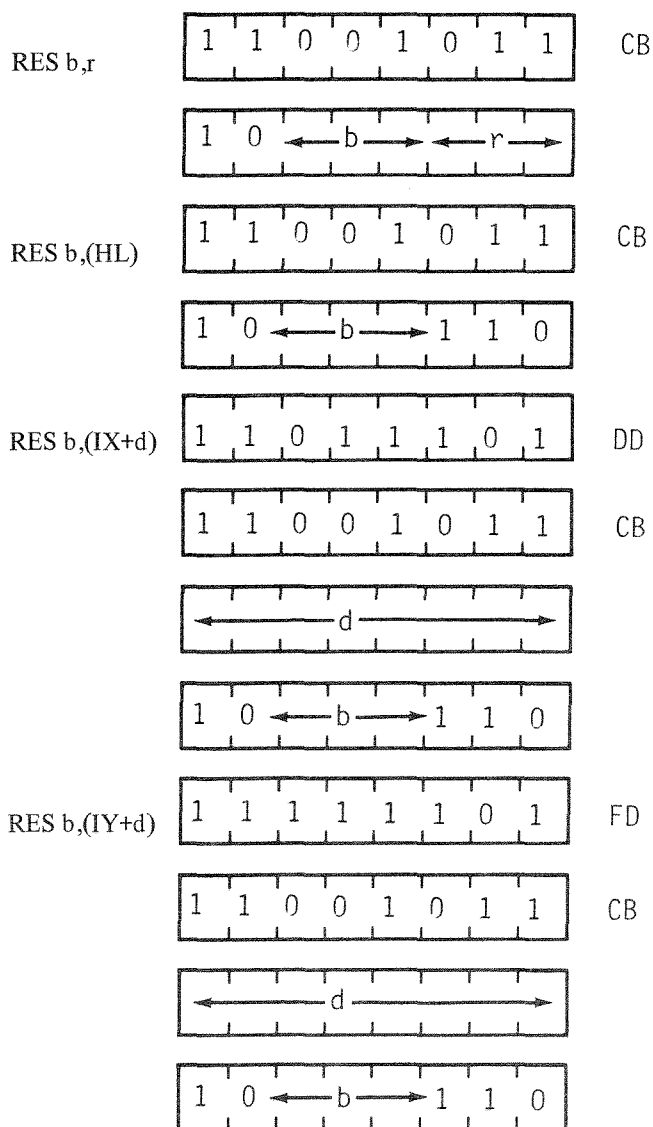 RES b,r 1 1 0 0 1 0 1 1 CB
1 0 b r
RES b,(HL) 1 1 0 0 1 0 1 1 CB
1 0 b 1 1 0
RES b,(IX+d) 1 1 0 1 1 1 0 1 DD
1 1 0 0 1 0 1 1 CB
d
1 0 b 1 1 0
RES b,(IY+d) 1 1 1 1 1 1 0 1 FD
1 1 0 0 1 0 1 1 CB
d
1 0 b 1 1 0